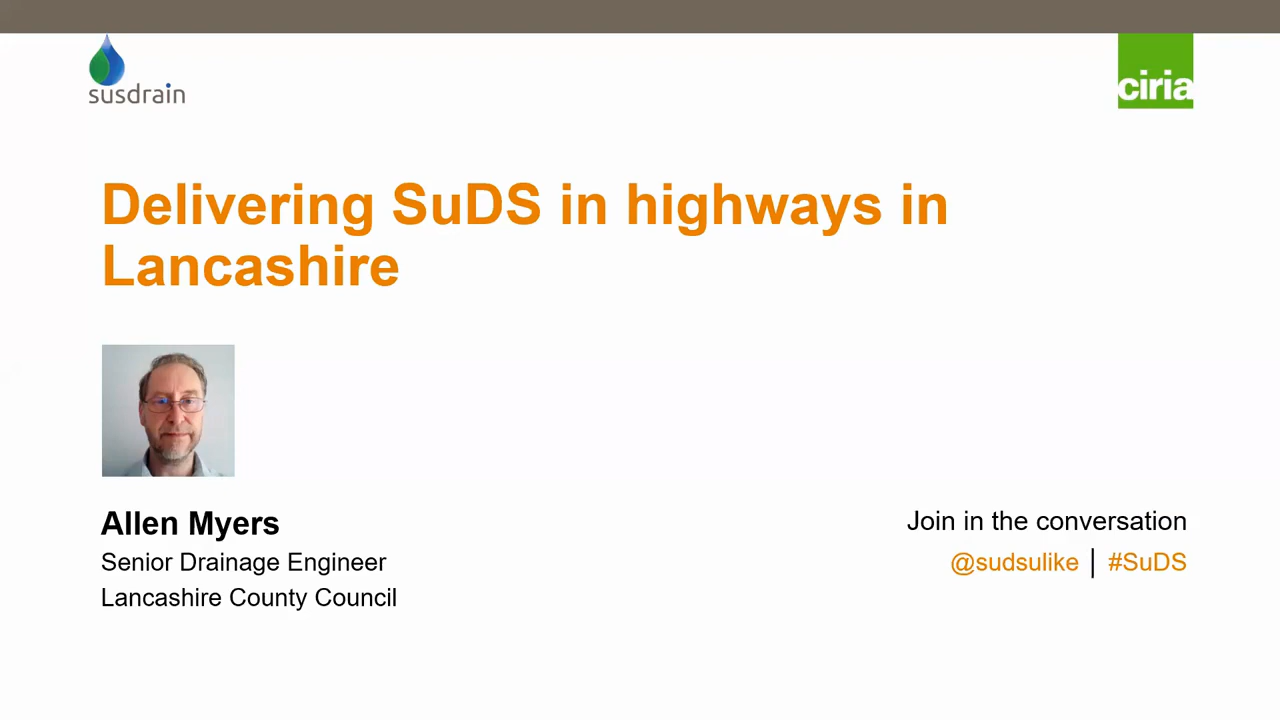 susdrain
ciria
Delivering SuDS in highways in
Lancashire
Allen Myers
Senior Drainage Engineer
Lancashire County Council
Join in the conversation
@sudsulike | #SuDS